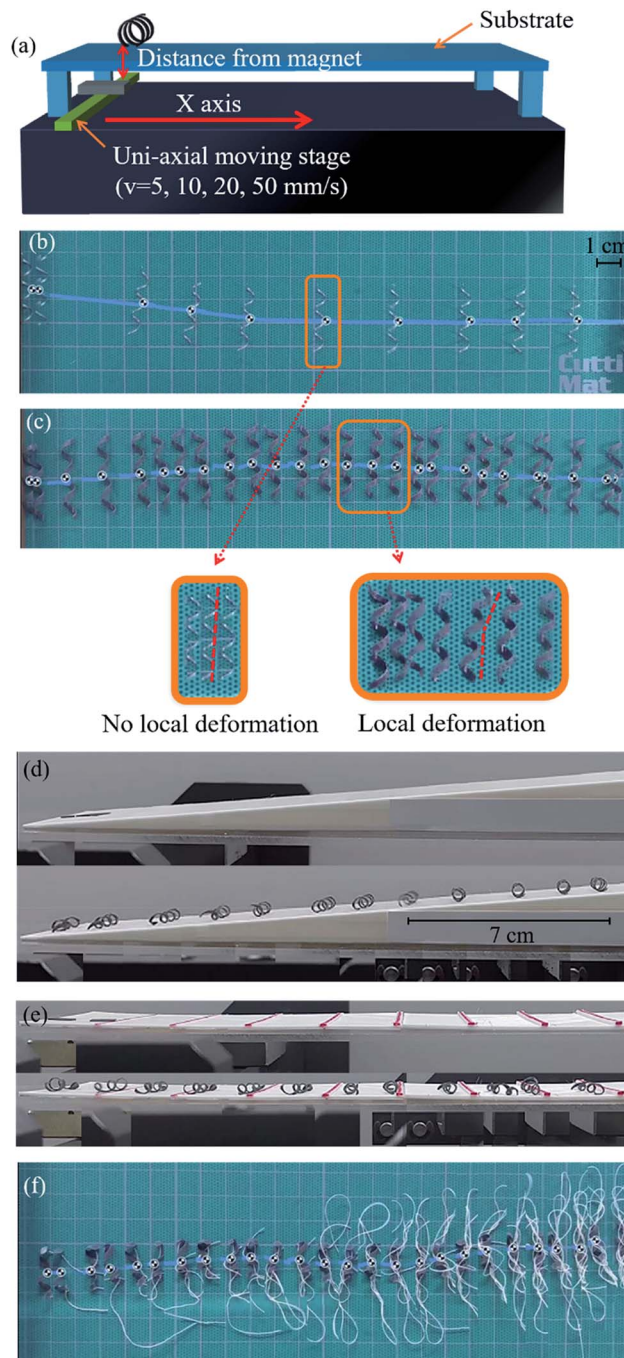 (a)
Substrate
Distance from magnet
X axis
Uni-axial moving stage
(v=5, 10, 20, 50 mm/s)
(b)
1 cm
Cutti
Mat
(c)
No local deformation
Local deformation
(d)
7 cm
(e)
(f)